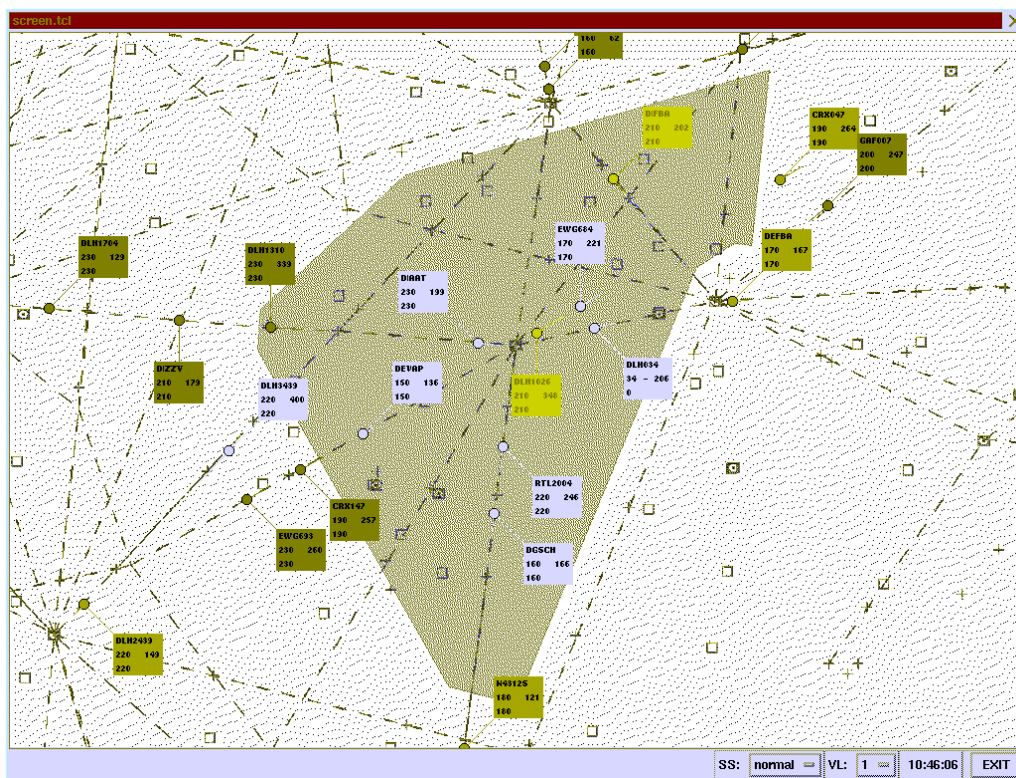 screen.tcl
160 62
160
DIFBA
210 202
210
CRX047
190 264
190
GAF007
200 247
200
DLH1704
230 129
230
DLH1310
230 339
230
EWG684
170 221
170
DEFBA
170 167
170
DIAAT
230 199
230
DIZZV
210 179
210
DLH3439
220 400
220
DEVAP
150 136
150
DLH1026
210 340
210
DLH034
34 - 206
0
CRX147
190 257
190
RTL2004
220 246
220
EWG693
230 260
230
DGSCH
160 166
160
DLH2439
220 149
220
N4312S
180 121
180
SS: normal VL: 1 10:46:06 EXIT